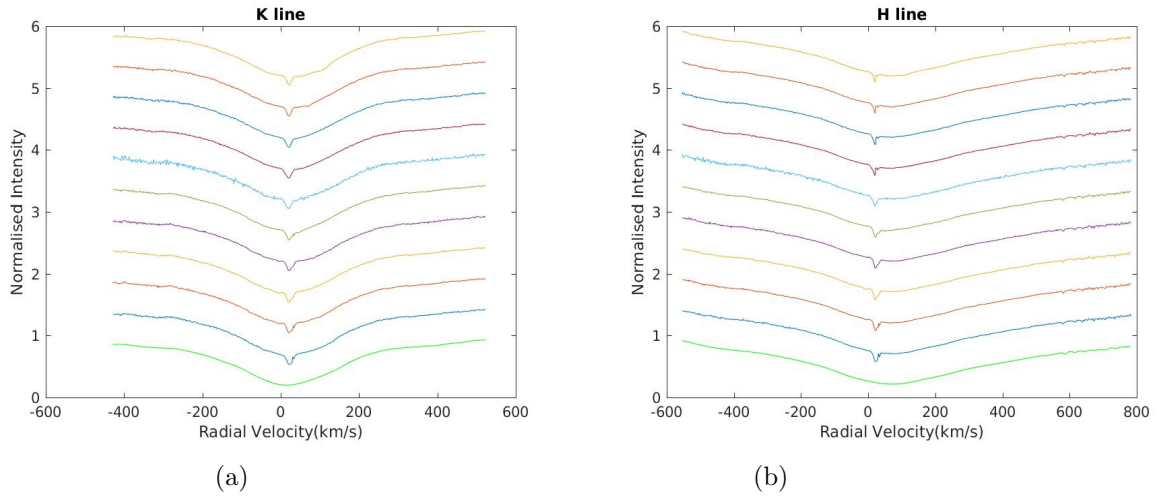 K line
6
5
4
3
2
1
0
-600 -400 -200 0 200 400 600
Normalised Intensity
Radial Velocity(km/s)
(a)
H line
6
5
4
3
2
1
0
-600 -400 -200 0 200 400 600 800
Normalised Intensity
Radial Velocity(km/s)
(b)